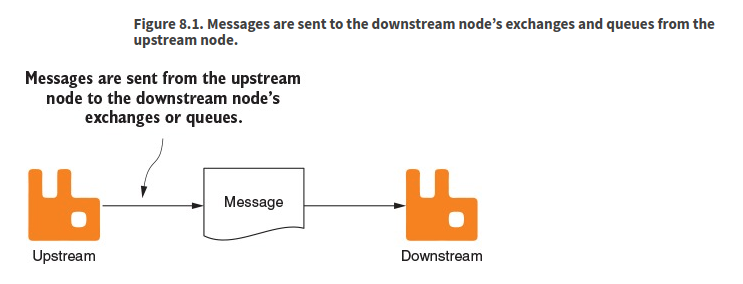 Figure 8.1. Messages are sent to the downstream node’s exchanges and queues from the
upstream node.
Messages are sent from the upstream
node to the downstream node’s
exchanges or queues.
Message
Upstream
Downstream